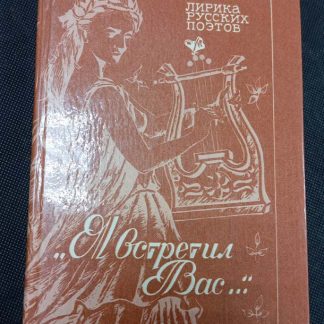 ЛИРИКА
РУССКИХ
ПОЭТОВ
„Я встретил
Вас...“